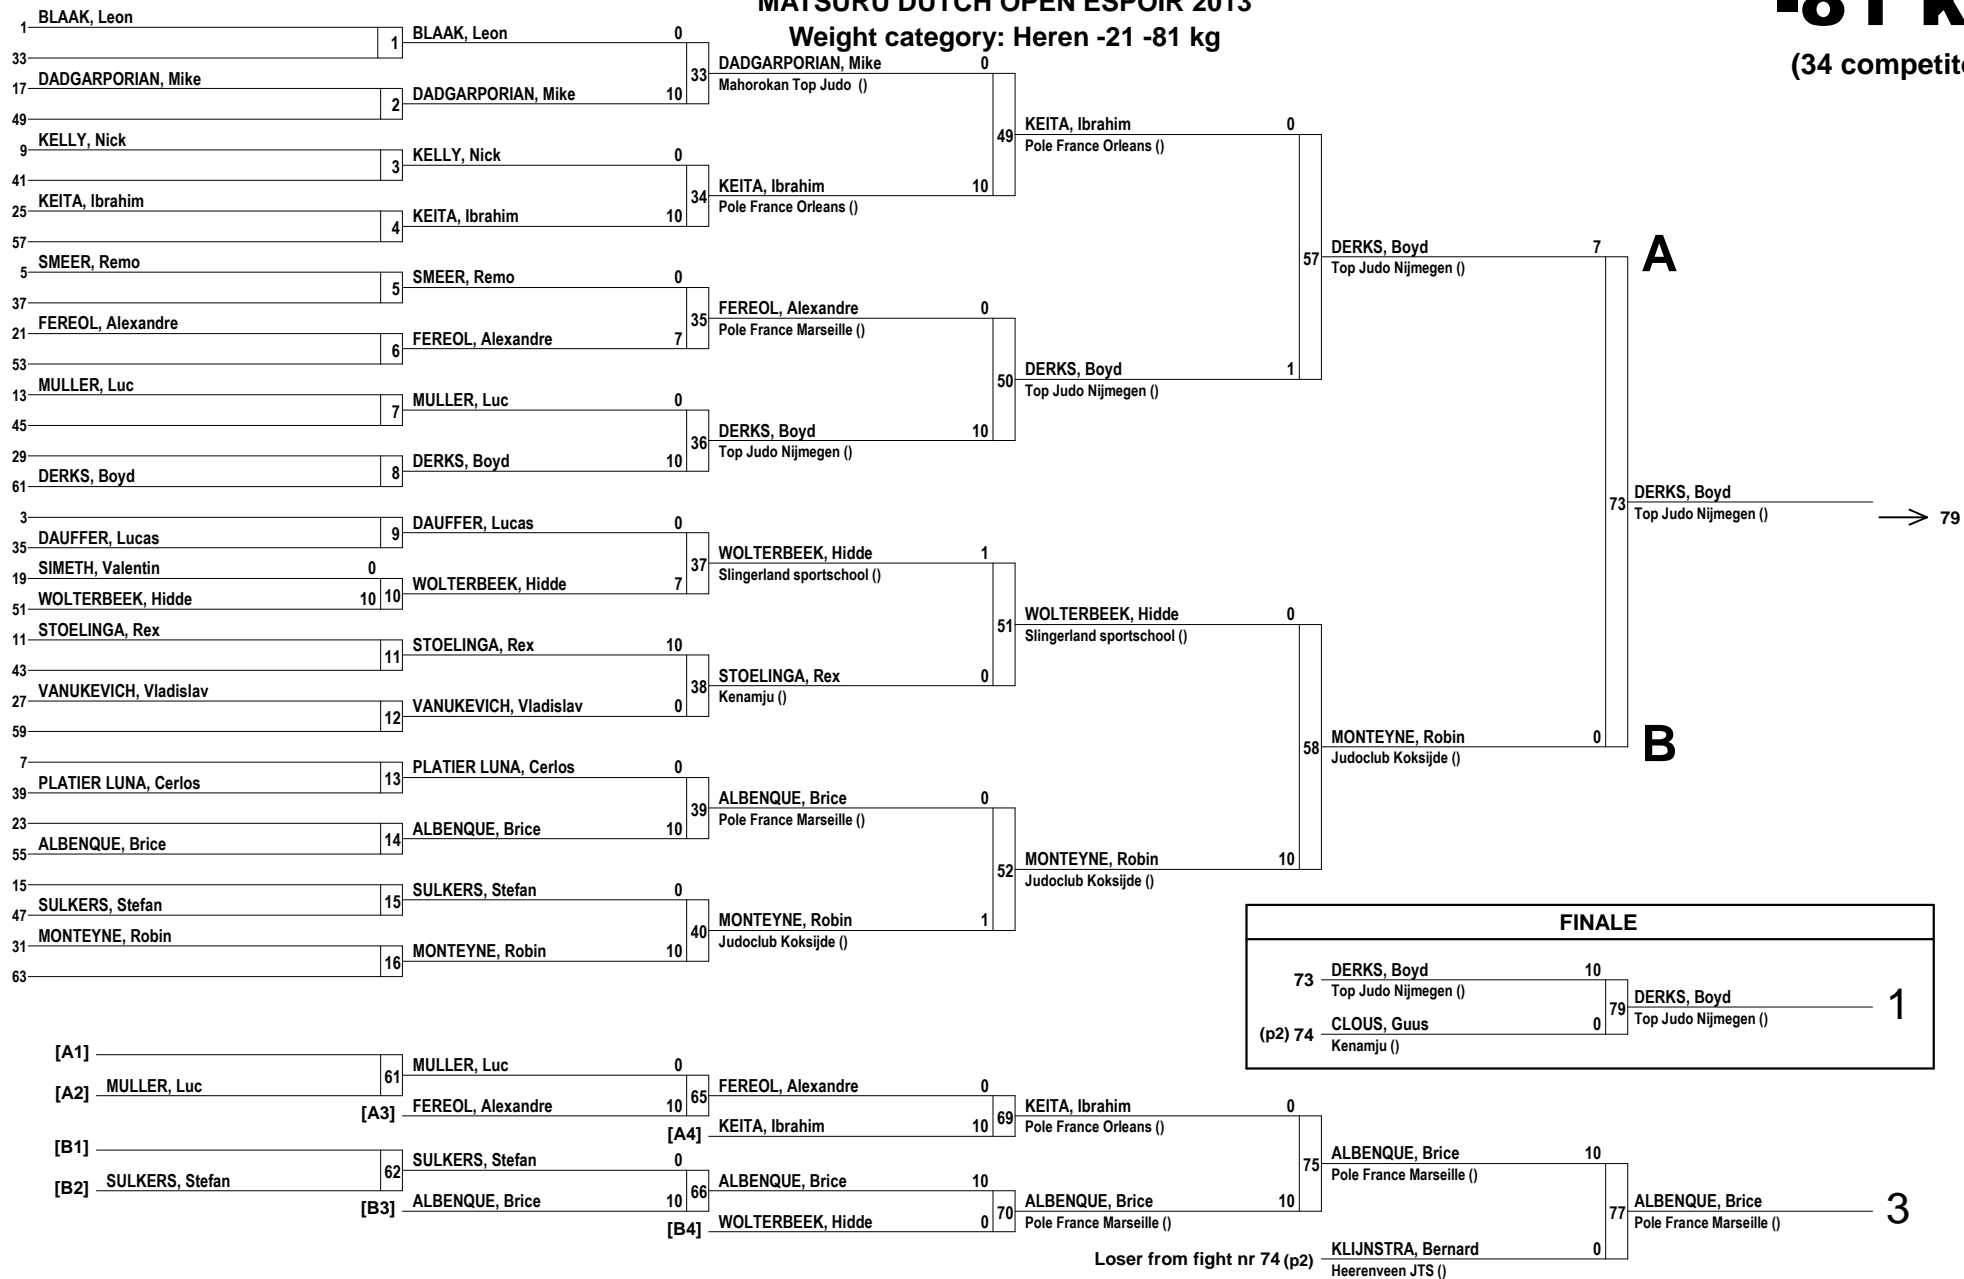 MATSURU DUTCH OPEN ESPOIR 2013
Weight category: Heren -21 -81 kg
-81 K
(34 competit
1 BLAAK, Leon
33
1 BLAAK, Leon 0
17 DADGARPORIAN, Mike
49
2 DADGARPORIAN, Mike 10
9 KELLY, Nick
41
3 KELLY, Nick 0
25 KEITA, Ibrahim
57
4 KEITA, Ibrahim 10
5 SMEER, Remo
37
5 SMEER, Remo 0
21 FEREOL, Alexandre
53
6 FEREOL, Alexandre 7
13 MULLER, Luc
45
7 MULLER, Luc 0
29
61 DERKS, Boyd
8 DERKS, Boyd 10
3
35 DAUFFER, Lucas
9 DAUFFER, Lucas 0
19 SIMETH, Valentin 0
51 WOLTERBEEK, Hidde 10
10 WOLTERBEEK, Hidde 7
11 STOELINGA, Rex
43
11 STOELINGA, Rex 10
27 VANUKEVICH, Vladislav
59
12 VANUKEVICH, Vladislav 0
7
39 PLATIER LUNA, Cerlos
13 PLATIER LUNA, Cerlos 0
23
55 ALBENQUE, Brice
14 ALBENQUE, Brice 10
15
47 SULKERS, Stefan
15 SULKERS, Stefan 0
31 MONTEYNE, Robin
63
16 MONTEYNE, Robin 10
33 DADGARPORIAN, Mike 0
Mahorokan Top Judo ()
34 KEITA, Ibrahim 10
Pole France Orleans ()
35 FEREOL, Alexandre 0
Pole France Marseille ()
36 DERKS, Boyd 10
Top Judo Nijmegen ()
37 WOLTERBEEK, Hidde 1
Slingerland sportschool ()
38 STOELINGA, Rex 0
Kenamju ()
39 ALBENQUE, Brice 0
Pole France Marseille ()
40 MONTEYNE, Robin 1
Judoclub Koksijde ()
49 KEITA, Ibrahim 0
Pole France Orleans ()
50 DERKS, Boyd 1
Top Judo Nijmegen ()
51 WOLTERBEEK, Hidde 0
Slingerland sportschool ()
52 MONTEYNE, Robin 10
Judoclub Koksijde ()
57 DERKS, Boyd 7 A
Top Judo Nijmegen ()
58 MONTEYNE, Robin 0 B
Judoclub Koksijde ()
73 DERKS, Boyd
Top Judo Nijmegen ()
79
FINALE
73 DERKS, Boyd 10
Top Judo Nijmegen ()
(p2) 74 CLOUS, Guus 0
Kenamju ()
79 DERKS, Boyd 1
Top Judo Nijmegen ()
[A1]
[A2] MULLER, Luc
61 MULLER, Luc 0
[A3] FEREOL, Alexandre 10
65 FEREOL, Alexandre 0
[A4] KEITA, Ibrahim 10
69 KEITA, Ibrahim 0
Pole France Orleans ()
[B1]
[B2] SULKERS, Stefan
62 SULKERS, Stefan 0
[B3] ALBENQUE, Brice 10
66 ALBENQUE, Brice 10
[B4] WOLTERBEEK, Hidde 0
70 ALBENQUE, Brice 10
Pole France Marseille ()
75 ALBENQUE, Brice 10
Pole France Marseille ()
Loser from fight nr 74 (p2) KLIJNSTRA, Bernard 0
Heerenveen JTS ()
77 ALBENQUE, Brice 3
Pole France Marseille ()